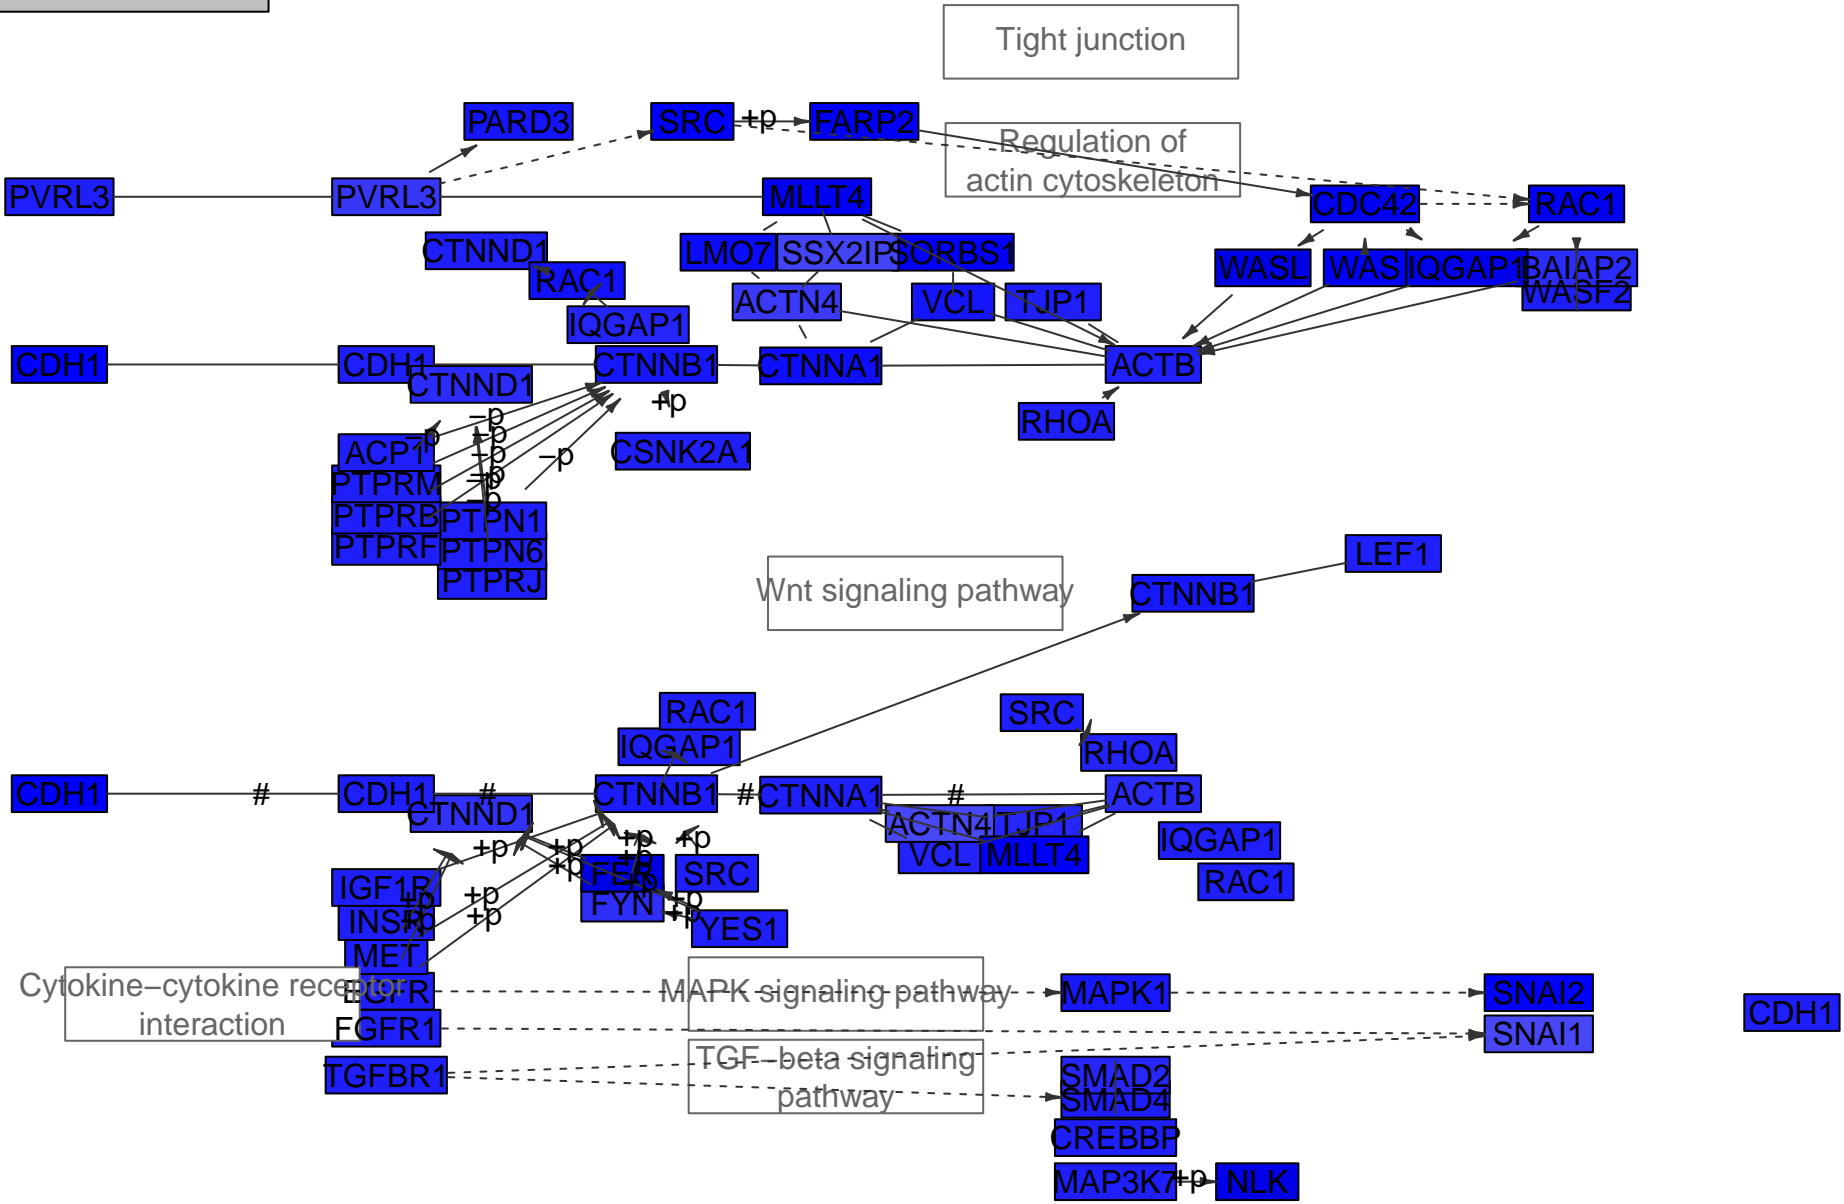 Tight junction
PARD3
SRC
+p
FARP2
Regulation of
actin cytoskeleton
PVRL3
PVRL3
MLLT4
CDC42
RAC1
CTNND1
LMO7
SSX2IP
SORBS1
WASL
WAS
IQGAP1
BAIAP2
WASF2
RAC1
ACTN4
VCL
TJP1
IQGAP1
CDH1
CDH1
CTNNB1
CTNNA1
ACTB
CTNND1
+p
–p
RHOA
–p
–p
ACP1
–p
–p
CSNK2A1
–p
–p
–p
PTPRM
PTPRB
PTPN1
PTPRF
PTPN6
PTPRJ
LEF1
Wnt signaling pathway
CTNNB1
RAC1
SRC
IQGAP1
RHOA
CDH1
#
CDH1
#
CTNNB1
#
CTNNA1
#
ACTB
CTNND1
ACTN4
TJP1
IQGAP1
+p
+p
+p
+p
VCL
MLLT4
+p
+p
FER
SRC
RAC1
IGF1R
+p
+p
+p
FYN
+p
INSR
+p
+p
+p
YES1
MET
Cytokine–cytokine receptor
interaction
EGFR
MAPK signaling pathway
MAPK1
SNAI2
CDH1
FGFR1
SNAI1
TGF–beta signaling
pathway
TGFBR1
SMAD2
SMAD4
CREBBP
MAP3K7
+p
NLK